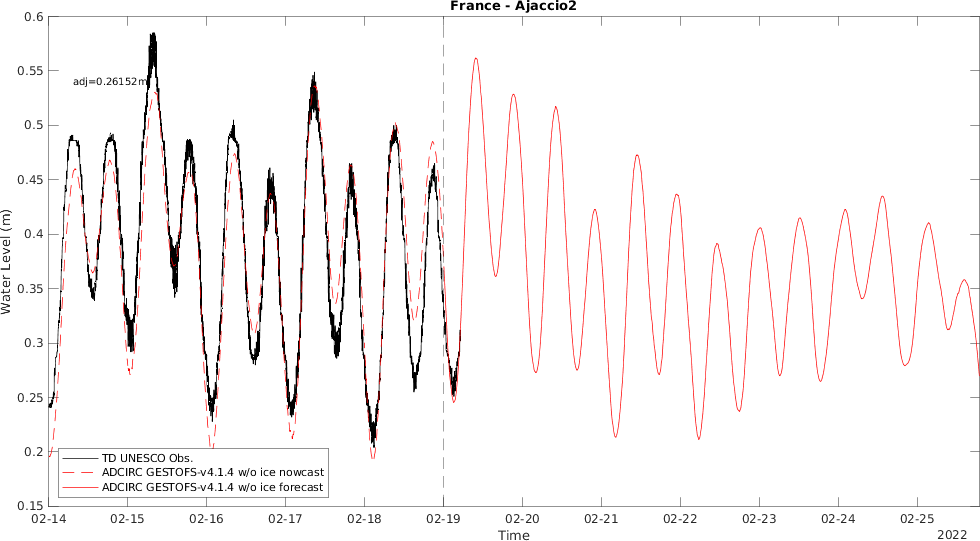 France - Ajaccio2
0.6
0.55
0.5
0.45
0.4
0.35
0.3
0.25
0.2
0.15
Water Level (m)
adj=0.26152m
TD UNESCO Obs.
ADCIRC GESTOFS-v4.1.4 w/o ice nowcast
ADCIRC GESTOFS-v4.1.4 w/o ice forecast
02-14 02-15 02-16 02-17 02-18 02-19 02-20 02-21 02-22 02-23 02-24 02-25
Time
2022